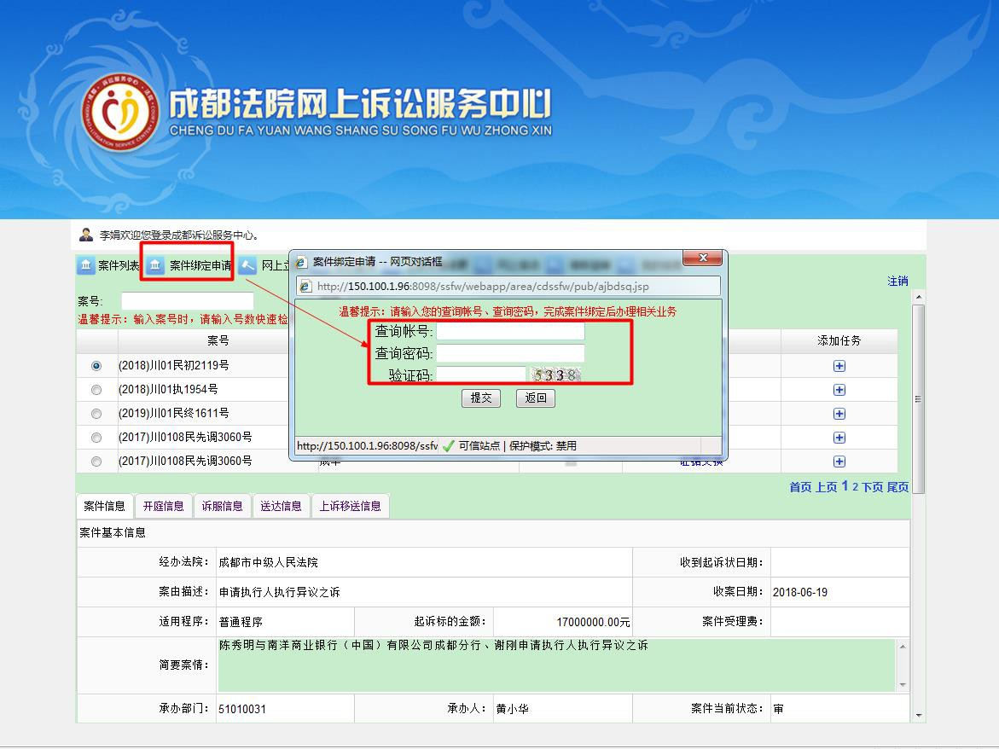 成都法院网上诉讼服务中心
CHENG DU FA YUAN WANG SHANG SU SONG FU WU ZHONG XIN
李娟欢迎您登录成都诉讼服务中心。
案件列表 案件绑定申请 网上立
注销
案号:
温馨提示：输入案号时，请输入号数快速检
案号 添加任务
(2018)川01民初2119号
(2018)川01执1954号
(2019)川01民终1611号
(2017)川0108民先调3060号
(2017)川0108民先调3060号
案件绑定申请 -- 网页对话框
http://150.100.1.96:8098/ssfw/webapp/area/cdssfw/pub/ajbdsq.jsp
温馨提示：请输入您的查询帐号、查询密码，完成案件绑定后办理相关业务
查询帐号:
查询密码:
验证码: 5338
提交 返回
http://150.100.1.96:8098/ssfw 可信站点 | 保护模式: 禁用
首页 上页 1 2 下页 尾页
案件信息 开庭信息 诉服信息 送达信息 上诉移送信息
案件基本信息
经办法院： 成都市中级人民法院 收到起诉状日期：
案由描述： 申请执行人执行异议之诉 收案日期： 2018-06-19
适用程序： 普通程序 起诉标的金额： 17000000.00元 案件受理费：
简要案情： 陈秀明与南洋商业银行（中国）有限公司成都分行、谢刚申请执行人执行异议之诉
承办部门： 51010031 承办人： 黄小华 案件当前状态： 审